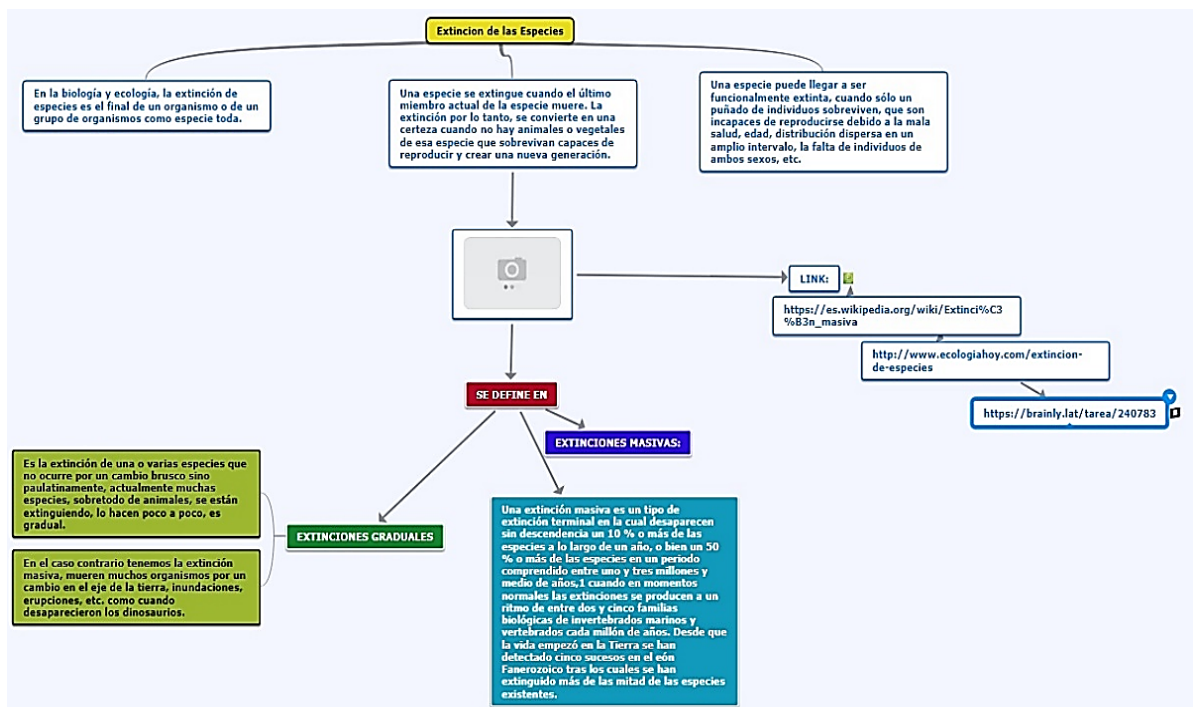 Extincion de las Especies
En la biología y ecología, la extinción de
especies es el final de un organismo o de un
grupo de organismos como especie toda.
Una especie se extingue cuando el último
miembro actual de la especie muere. La
extinción por lo tanto, se convierte en una
certeza cuando no hay animales o vegetales
de esa especie que sobrevivan capaces de
reproducir y crear una nueva generación.
Una especie puede llegar a ser
funcionalmente extinta, cuando sólo un
puñado de individuos sobreviven, que son
incapaces de reproducirse debido a la mala
salud, edad, distribución dispersa en un
amplio intervalo, la falta de individuos de
ambos sexos, etc.
LINK:
https://es.wikipedia.org/wiki/Extinci%C3
%B3n_masiva
http://www.ecologiahoy.com/extincion-
de-especies
https://brainly.lat/tarea/240783
SE DEFINE EN
EXTINCIONES MASIVAS:
Es la extinción de una o varias especies que
no ocurre por un cambio brusco sino
paulatinamente, actualmente muchas
especies, sobretodo de animales, se están
extinguiendo, lo hacen poco a poco, es
gradual.
EXTINCIONES GRADUALES
En el caso contrario tenemos la extinción
masiva, mueren muchos organismos por un
cambio en el eje de la tierra, inundaciones,
erupciones, etc. como cuando
desaparecieron los dinosaurios.
Una extinción masiva es un tipo de
extinción terminal en la cual desaparecen
sin descendencia un 10 % o más de las
especies a lo largo de un año, o bien un 50
% o más de las especies en un periodo
comprendido entre uno y tres millones y
medio de años,1 cuando en momentos
normales las extinciones se producen a un
ritmo de entre dos y cinco familias
biológicas de invertebrados marinos y
vertebrados cada millón de años. Desde que
la vida empezó en la Tierra se han
detectado cinco sucesos en el eón
Fanerozoico tras los cuales se han
extinguido más de las mitad de las especies
existentes.